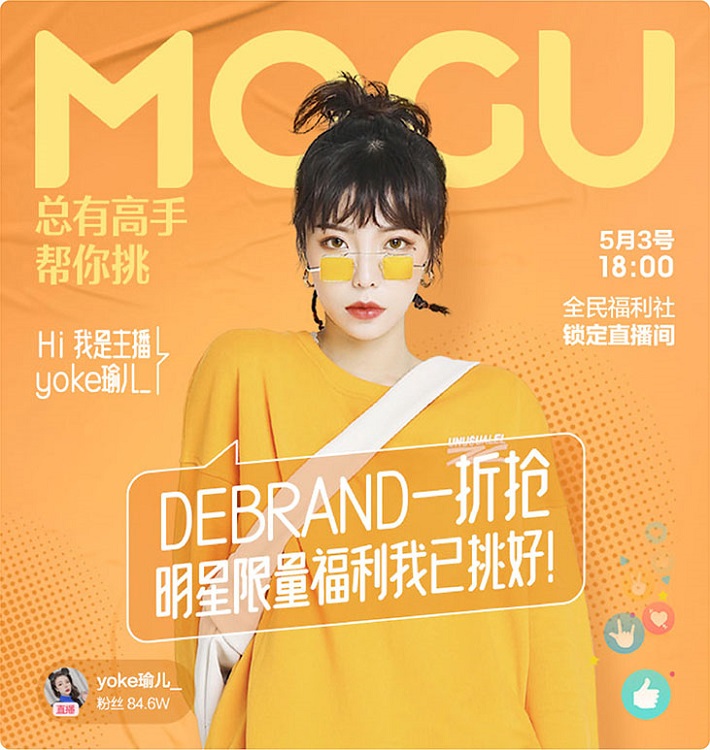 MOGU
总有高手
帮你挑
5月3号
18:00
全民福利社
锁定直播间
Hi 我是主播
yoke瑜儿_
DEBRAND一折抢
明星限量福利我已挑好!
yoke瑜儿_
粉丝 84.6W
直播